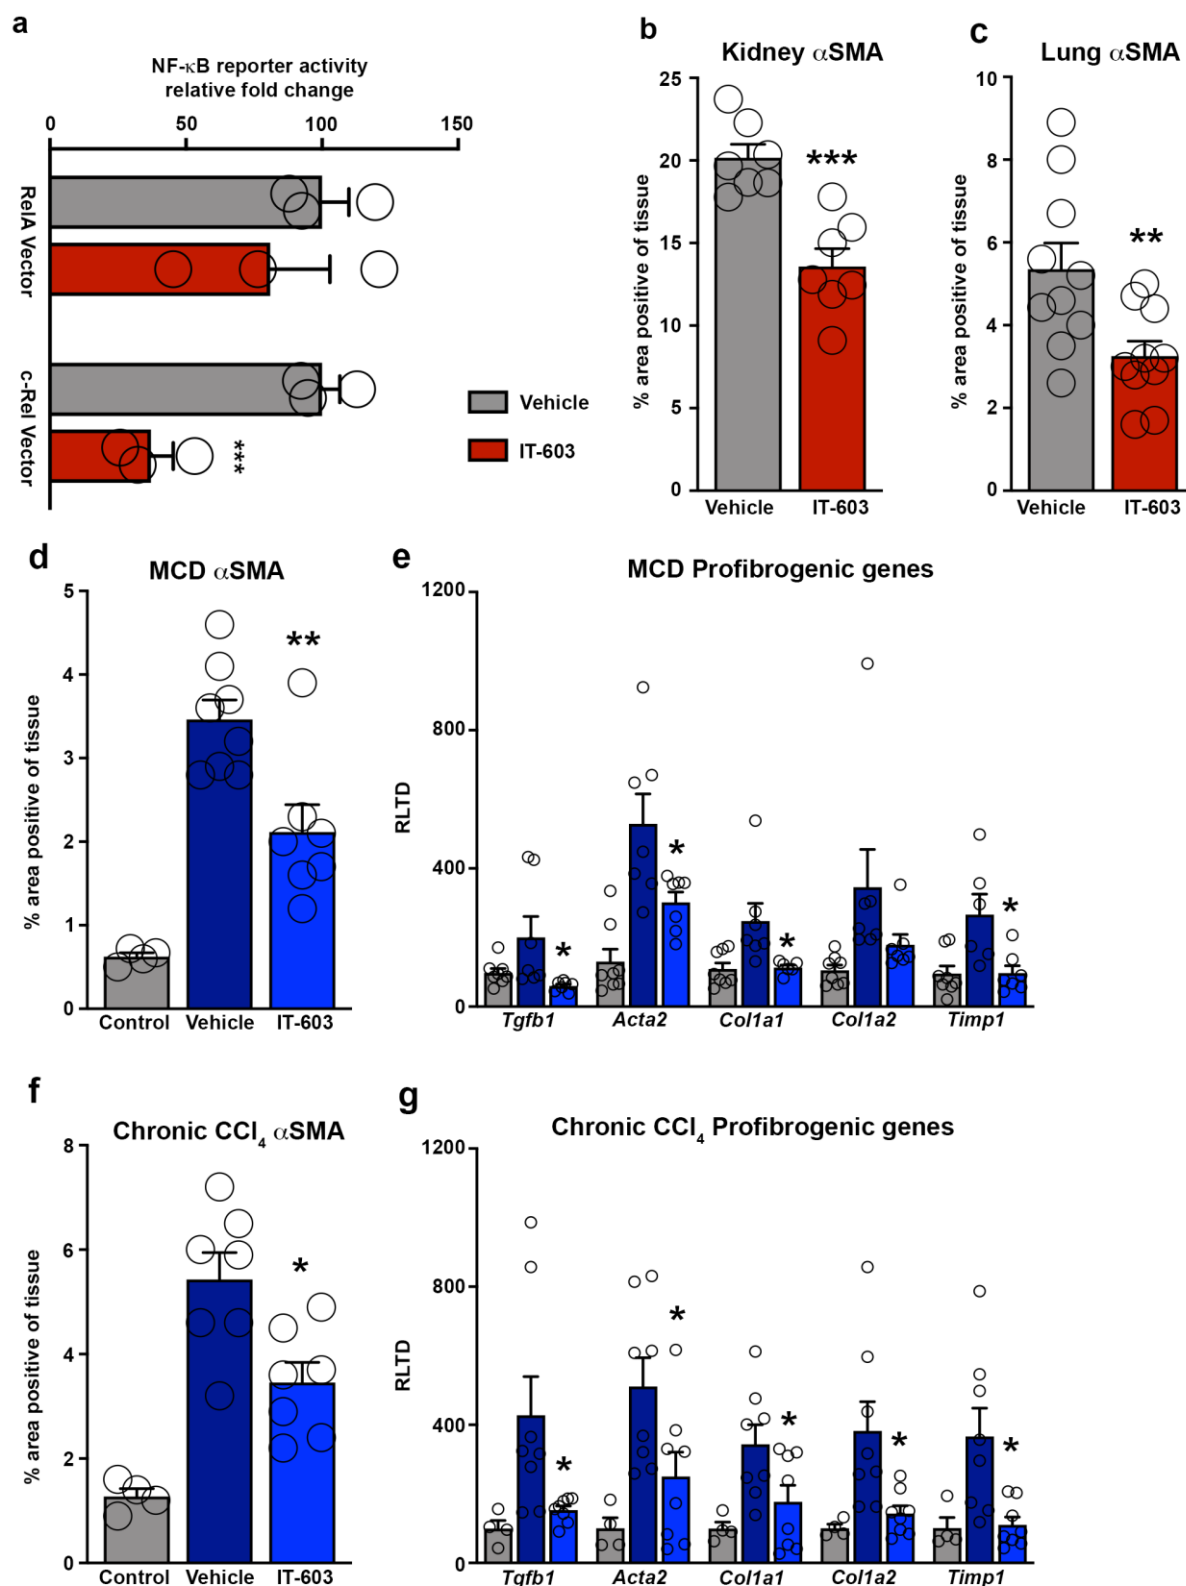 a
NF-κB reporter activity
relative fold change
0 50 100 150
RelA Vector
c-Rel Vector
***
Vehicle
IT-603
b
Kidney αSMA
% area positive of tissue
25
20
15
10
5
0
***
Vehicle IT-603
c
Lung αSMA
% area positive of tissue
10
8
6
4
2
0
**
Vehicle IT-603
d
MCD αSMA
% area positive of tissue
5
4
3
2
1
0
**
Control Vehicle IT-603
e
MCD Profibrogenic genes
RLTD
1200
800
400
0
* * * *
Tgfb1 Acta2 Col1a1 Col1a2 Timp1
f
Chronic CCl₄ αSMA
% area positive of tissue
8
6
4
2
0
*
Control Vehicle IT-603
g
Chronic CCl₄ Profibrogenic genes
RLTD
1200
800
400
0
* * * * *
Tgfb1 Acta2 Col1a1 Col1a2 Timp1